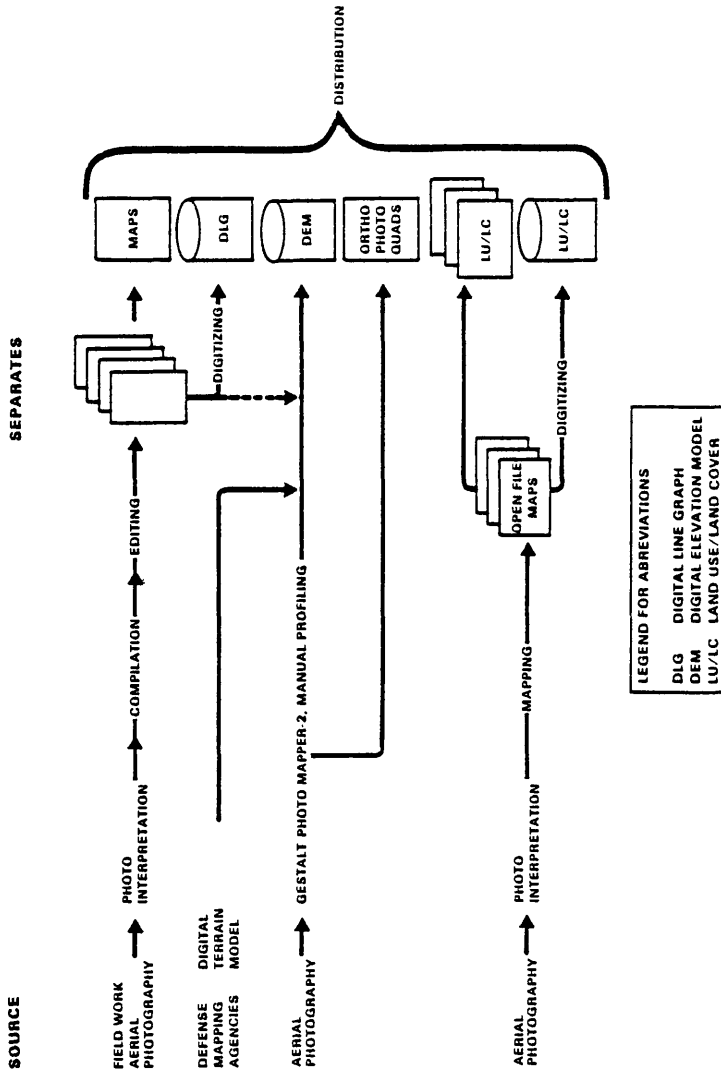 SOURCE
SEPARATES
FIELD WORK
AERIAL
PHOTOGRAPHY
PHOTO
INTERPRETATION
COMPILATION
EDITING
MAPS
DIGITIZING
DLG
DEFENSE
MAPPING
AGENCIES
DIGITAL
TERRAIN
MODEL
AERIAL
PHOTOGRAPHY
GESTALT PHOTO MAPPER-2, MANUAL PROFILING
DEM
ORTHO
PHOTO
QUADS
DISTRIBUTION
AERIAL
PHOTOGRAPHY
PHOTO
INTERPRETATION
MAPPING
OPEN FILE
MAPS
LU/LC
DIGITIZING
LU/LC
LEGEND FOR ABREVIATIONS
DLG DIGITAL LINE GRAPH
DEM DIGITAL ELEVATION MODEL
LU/LC LAND USE/LAND COVER